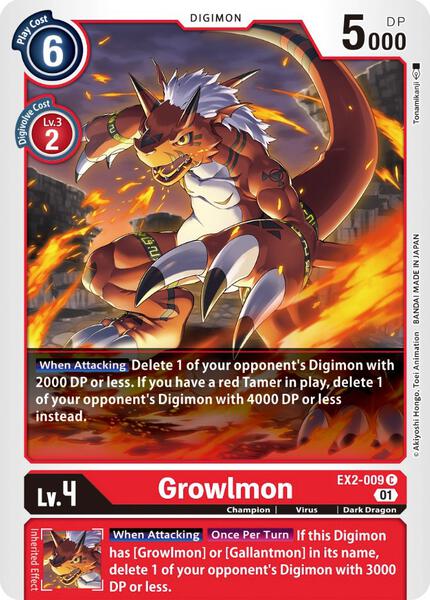 Play Cost
6
DIGIMON
DP
5000
Digivolve Cost
Lv.3
2
Tonamikanji
©Akiyoshi Hongo, Toei Animation BANDAI MADE IN JAPAN
When Attacking Delete 1 of your opponent's Digimon with
2000 DP or less. If you have a red Tamer in play, delete 1
of your opponent's Digimon with 4000 DP or less
instead.
EX2-009 C
Lv.4
Growlmon
01
Champion | Virus | Dark Dragon
Inherited Effect
When Attacking Once Per Turn If this Digimon
has [Growlmon] or [Gallantmon] in its name,
delete 1 of your opponent's Digimon with 3000
DP or less.